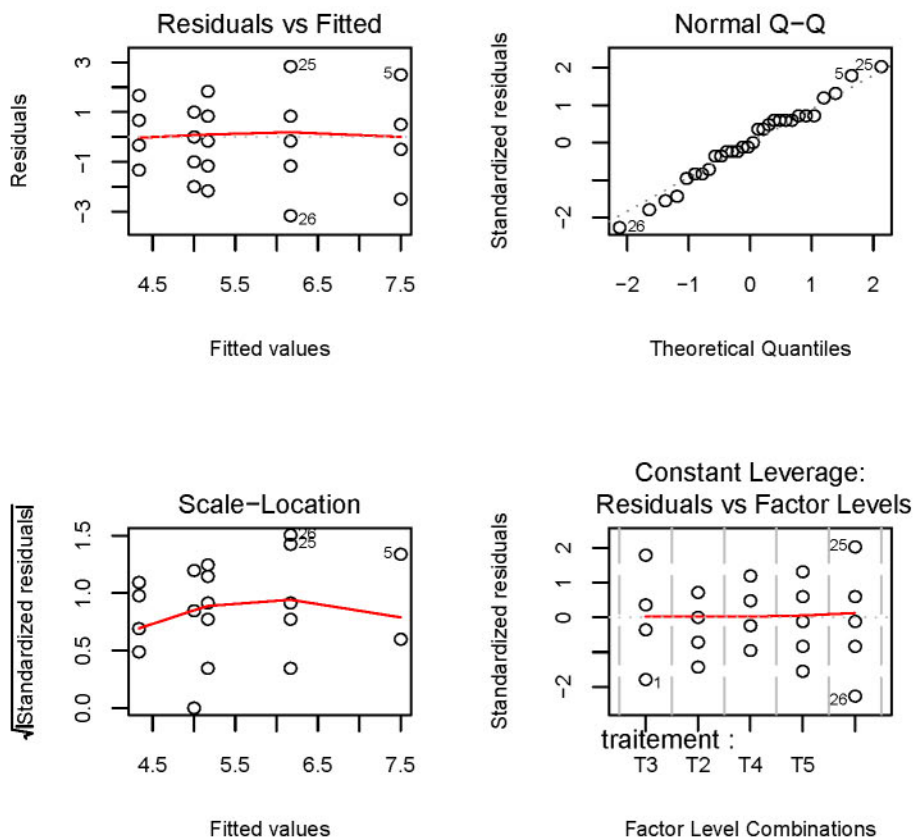 Residuals vs Fitted
Residuals
3
1
−1
−3
25
5
26
4.5
5.5
6.5
7.5
Fitted values
Normal Q−Q
Standardized residuals
2
1
0
−2
5
25
26
−2
−1
0
1
2
Theoretical Quantiles
Scale−Location
√|Standardized residuals|
1.5
1.0
0.5
0.0
26
25
5
4.5
5.5
6.5
7.5
Fitted values
Constant Leverage:
Residuals vs Factor Levels
Standardized residuals
2
1
0
−2
25
1
26
traitement :
T3
T2
T4
T5
Factor Level Combinations